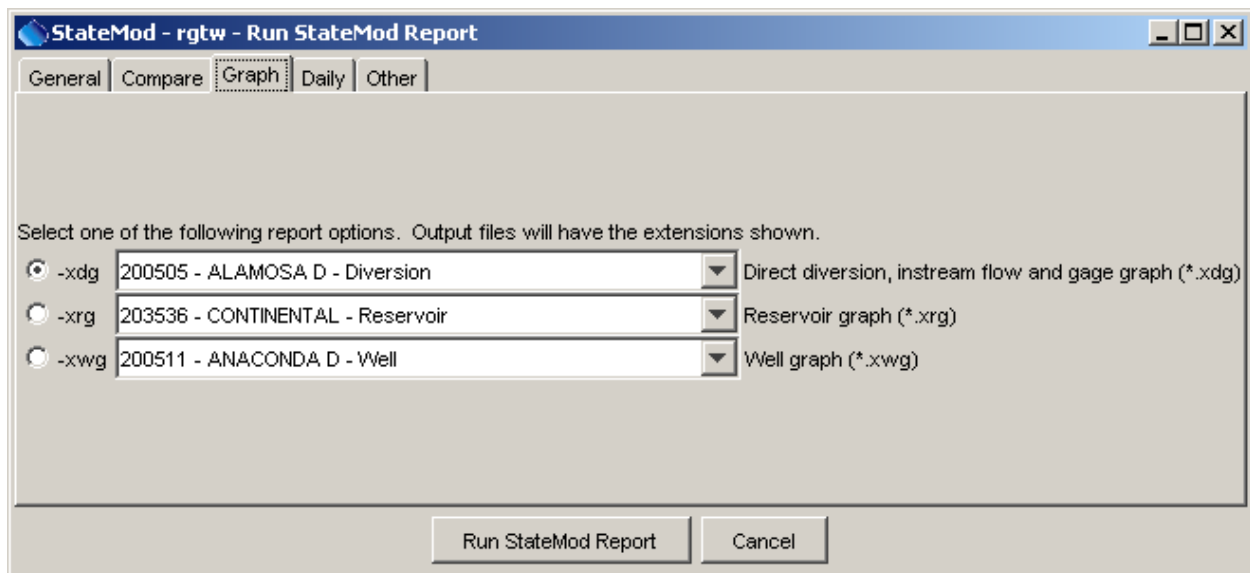 StateMod - rgtw - Run StateMod Report
General Compare Graph Daily Other
Select one of the following report options.  Output files will have the extensions shown.
-xdg 200505 - ALAMOSA D - Diversion Direct diversion, instream flow and gage graph (*.xdg)
-xrg 203536 - CONTINENTAL - Reservoir Reservoir graph (*.xrg)
-xwg 200511 - ANACONDA D - Well Well graph (*.xwg)
Run StateMod Report Cancel